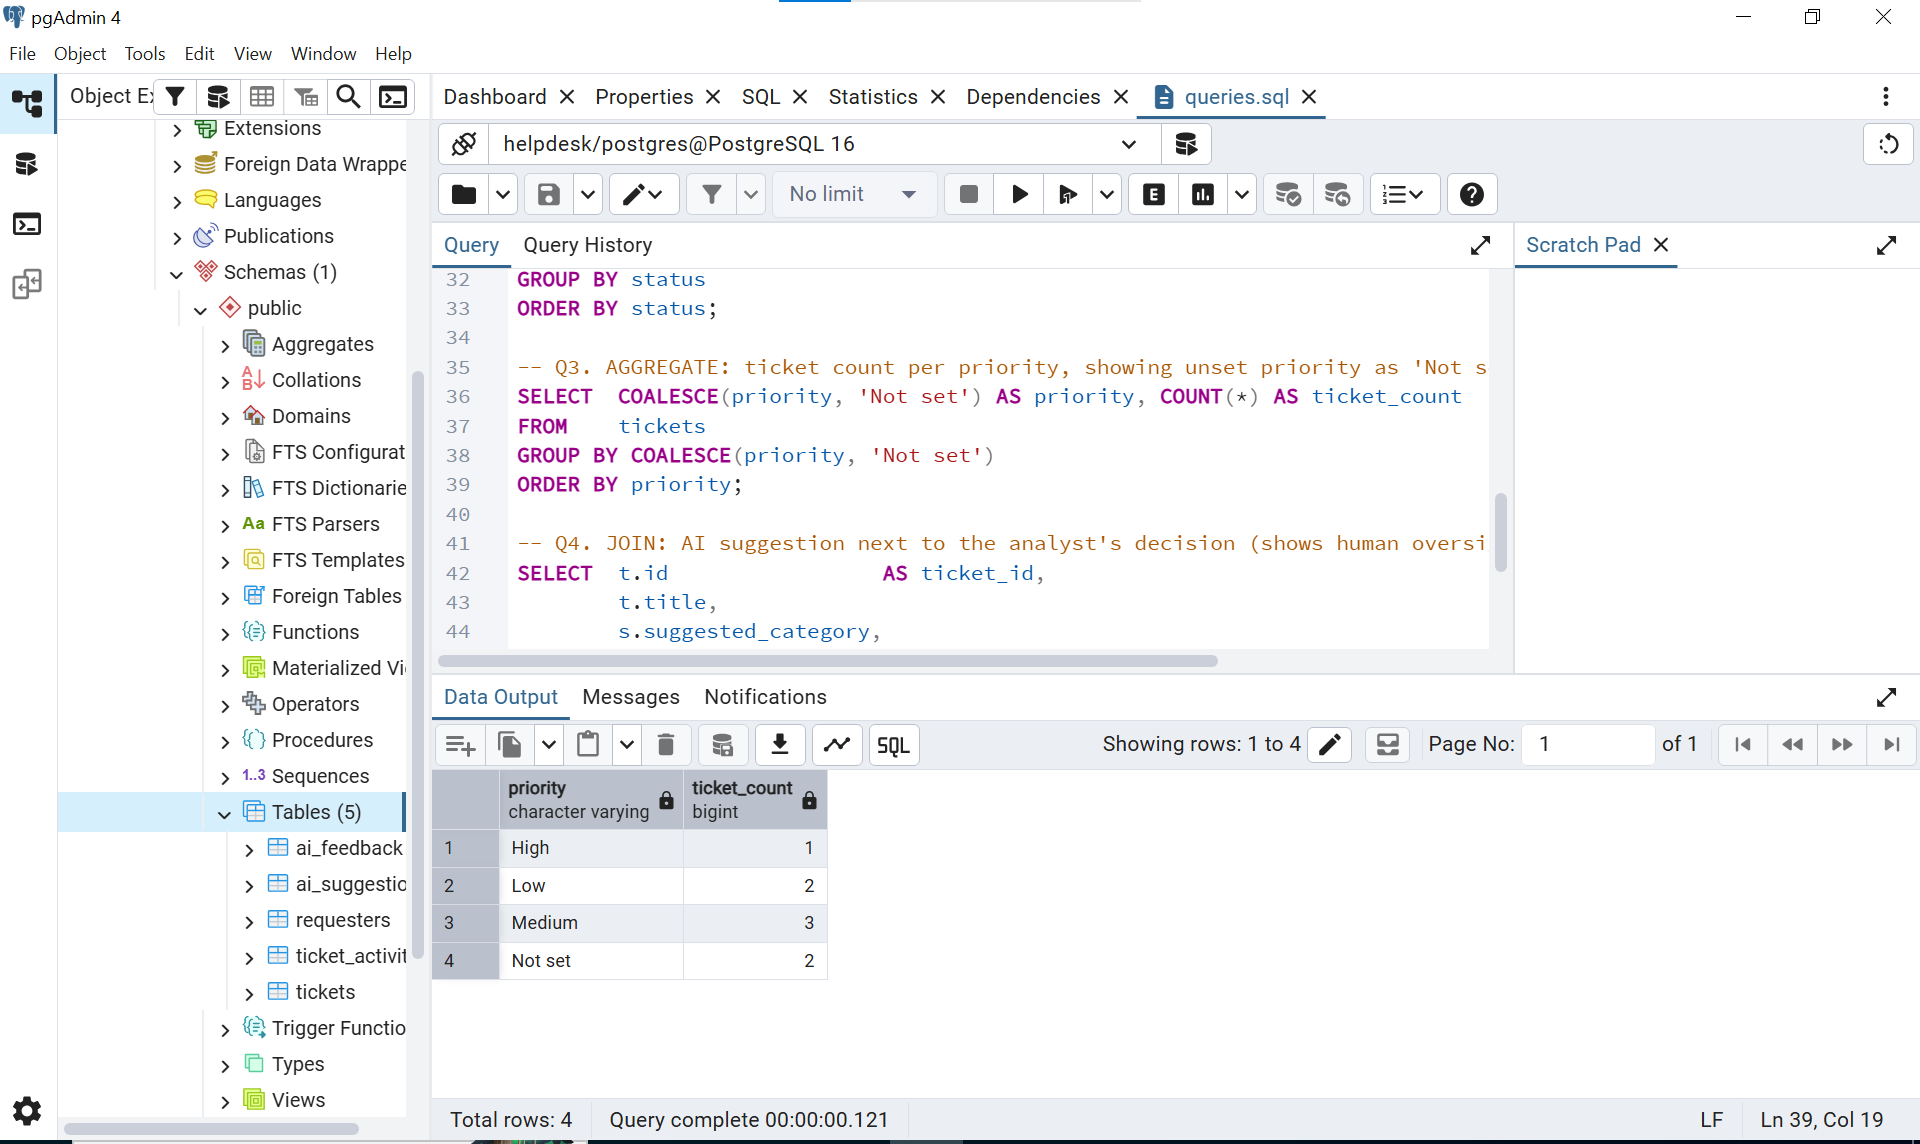 pgAdmin 4
File Object Tools Edit View Window Help
Object Ex
Dashboard Properties SQL Statistics Dependencies queries.sql
Extensions
Foreign Data Wrappe
Languages
Publications
Schemas (1)
public
Aggregates
Collations
Domains
FTS Configurat
FTS Dictionarie
Aa FTS Parsers
FTS Templates
Foreign Tables
Functions
Materialized Vi
Operators
Procedures
1..3 Sequences
Tables (5)
ai_feedback
ai_suggestio
requesters
ticket_activit
tickets
Trigger Functio
Types
Views
helpdesk/postgres@PostgreSQL 16
No limit
E
Query Query History
Scratch Pad
32 GROUP BY status
33 ORDER BY status;
34
35 -- Q3. AGGREGATE: ticket count per priority, showing unset priority as 'Not s
36 SELECT COALESCE(priority, 'Not set') AS priority, COUNT(*) AS ticket_count
37 FROM tickets
38 GROUP BY COALESCE(priority, 'Not set')
39 ORDER BY priority;
40
41 -- Q4. JOIN: AI suggestion next to the analyst's decision (shows human oversi
42 SELECT t.id AS ticket_id,
43 t.title,
44 s.suggested_category,
Data Output Messages Notifications
SQL
Showing rows: 1 to 4
Page No: 1 of 1
priority ticket_count
character varying bigint
1 High 1
2 Low 2
3 Medium 3
4 Not set 2
Total rows: 4 Query complete 00:00:00.121 LF Ln 39, Col 19